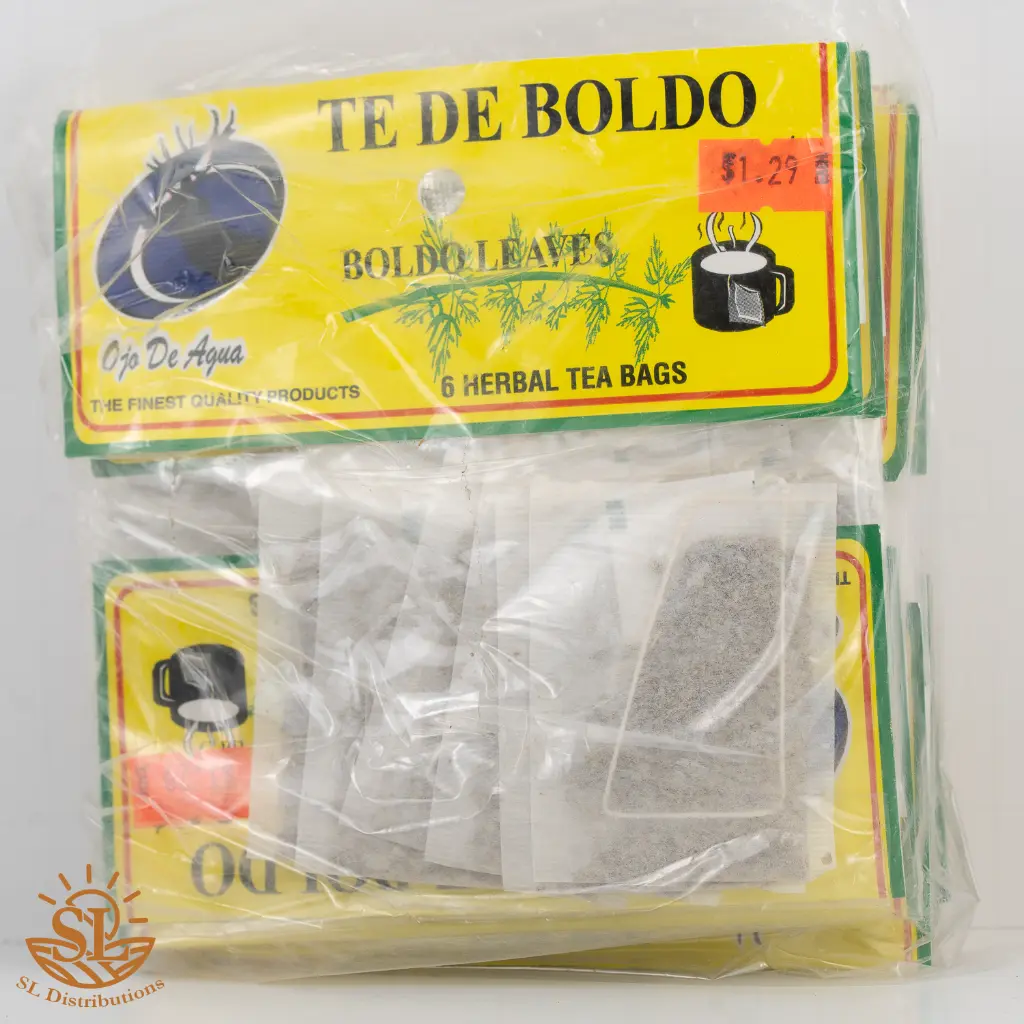 TE DE BOLDO
$1.29
BOLDO LEAVES
Ojo De Agua
6 HERBAL TEA BAGS
THE FINEST QUALITY PRODUCTS
SL
SL Distributions